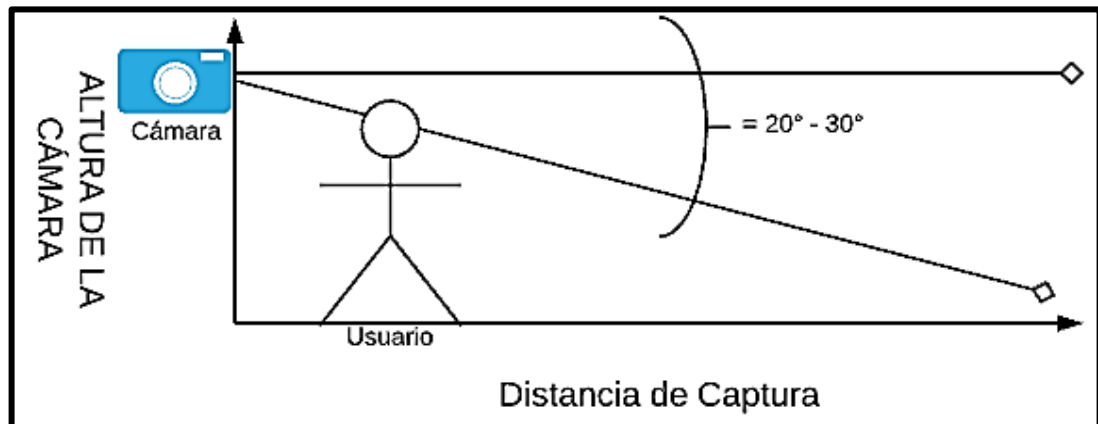 ALTURA DE LA
CÁMARA
Cámara
= 20° - 30°
Usuario
Distancia de Captura